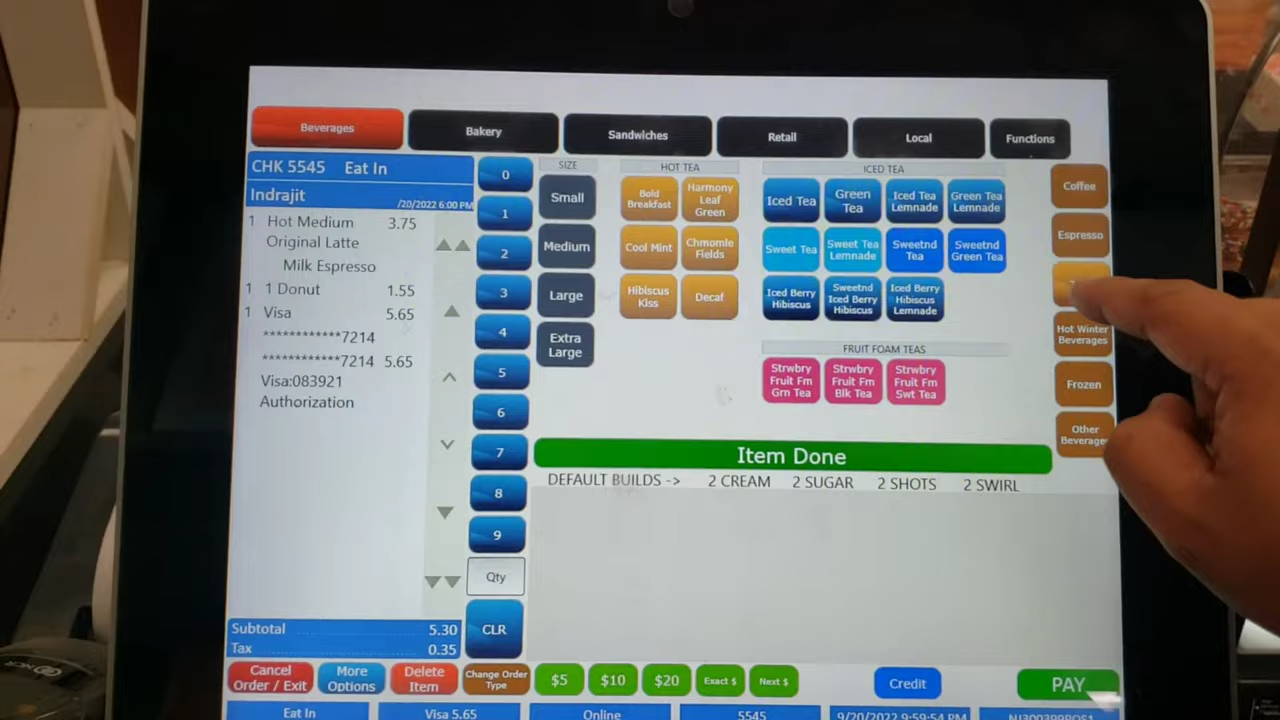 Beverages
Bakery
Sandwiches
Retail
Local
Functions
CHK 5545 Eat In
Indrajit
/20/2022 6:00 PM
1 Hot Medium 3.75
Original Latte
Milk Espresso
1 1 Donut 1.55
1 Visa 5.65
************7214
************7214 5.65
Visa:083921
Authorization
Subtotal 5.30
Tax 0.35
0
1
2
3
4
5
6
7
8
9
Qty
CLR
SIZE
Small
Medium
Large
Extra
Large
HOT TEA
Bold
Breakfast
Harmony
Leaf
Green
Cool Mint
Chmomle
Fields
Hibiscus
Kiss
Decaf
ICED TEA
Iced Tea
Green
Tea
Iced Tea
Lemnade
Green Tea
Lemnade
Sweet Tea
Sweet Tea
Lemonade
Sweetnd
Tea
Sweetnd
Green Tea
Iced Berry
Hibiscus
Sweetnd
Iced Berry
Hibiscus
Iced Berry
Hibiscus
Lemonade
FRUIT FOAM TEAS
Strwbry
Fruit Fm
Grn Tea
Strwbry
Fruit Fm
Blk Tea
Strwbry
Fruit Fm
Swt Tea
Coffee
Espresso
Hot Winter
Beverages
Frozen
Other
Beverages
Item Done
DEFAULT BUILDS -> 2 CREAM 2 SUGAR 2 SHOTS 2 SWIRL
Cancel
Order / Exit
More
Options
Delete
Item
Change Order
Type
$5
$10
$20
Exact $
Next $
Credit
PAY
Eat In
Visa 5.65
Online
5545
9/20/2022 9:59:54 PM
NJ300399POS1
NCR